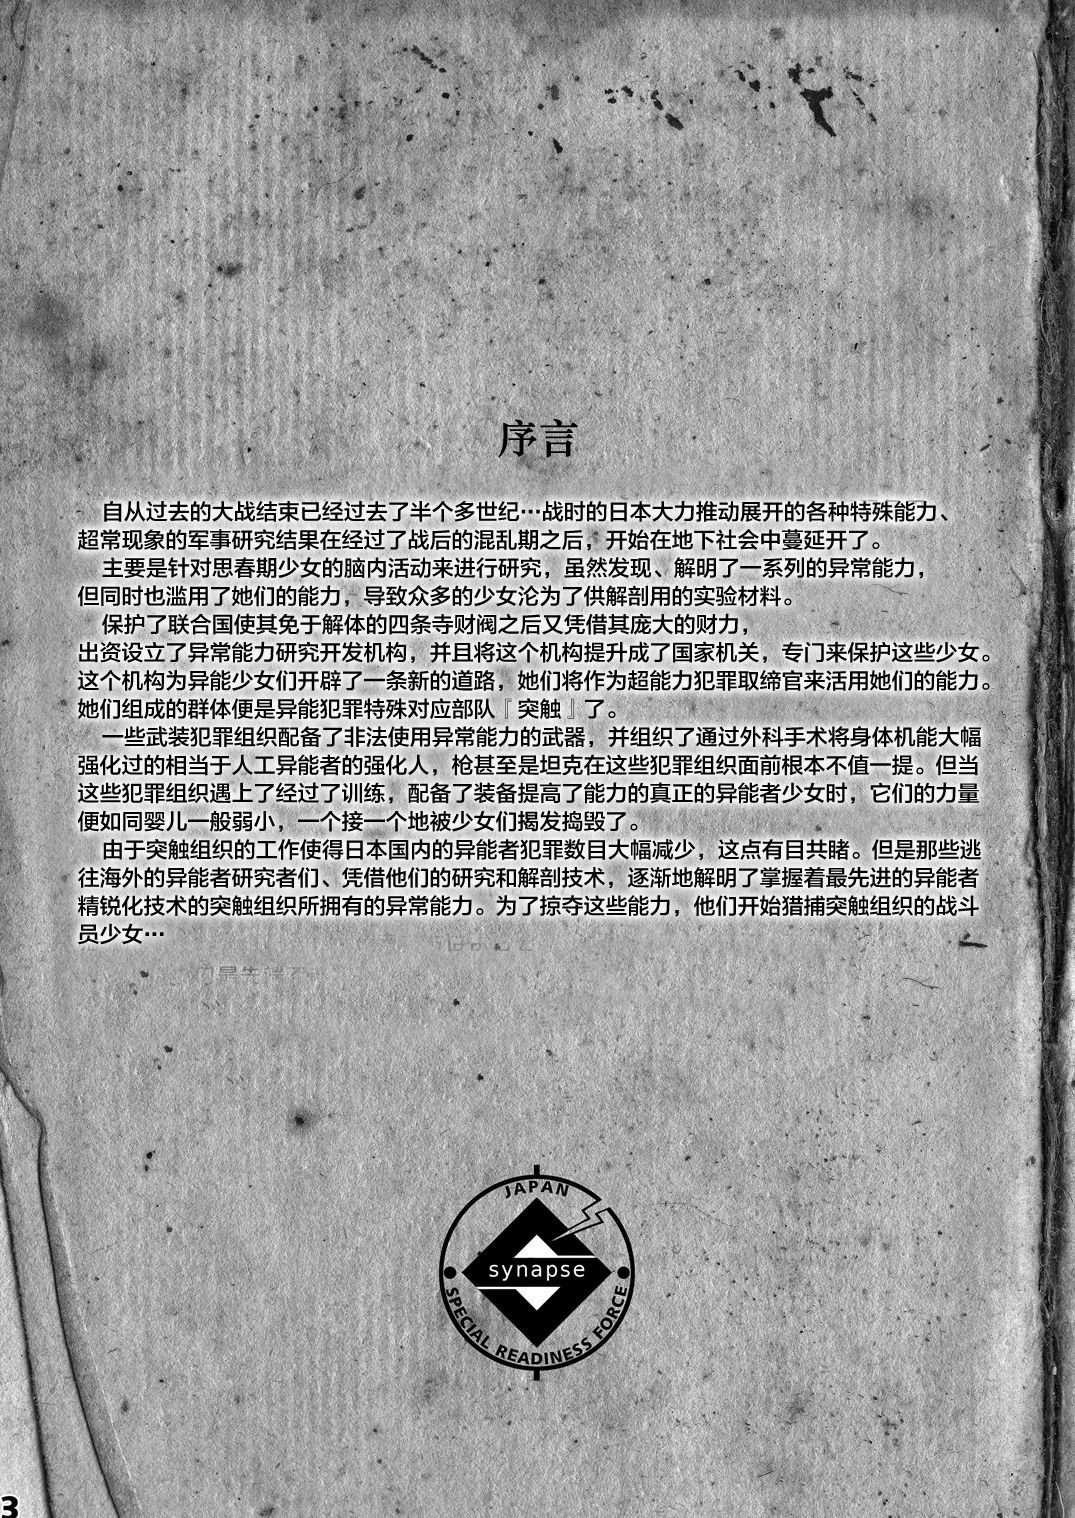 序言
自从过去的大战结束已经过去了半个多世纪…战时的日本大力推动展开的各种特殊能力、
超常现象的军事研究结果在经过了战后的混乱期之后，开始在地下社会中蔓延开了。
主要是针对思春期少女的脑内活动来进行研究，虽然发现、解明了一系列的异常能力，
但同时也滥用了她们的能力，导致众多的少女沦为了供解剖用的实验材料。
保护了联合国使其免于解体的四条寺财阀之后又凭借其庞大的财力，
出资设立了异常能力研究开发机构，并且将这个机构提升成了国家机关，专门来保护这些少女。
这个机构为异能少女们开辟了一条新的道路，她们将作为超能力犯罪取缔官来活用她们的能力。
她们组成的群体便是异能犯罪特殊对应部队『突触』了。
一些武装犯罪组织配备了非法使用异常能力的武器，并组织了通过外科手术将身体机能大幅
强化过的相当于人工异能者的强化人，枪甚至是坦克在这些犯罪组织面前根本不值一提。但当
这些犯罪组织遇上了经过了训练，配备了装备提高了能力的真正的异能者少女时，它们的力量
便如同婴儿一般弱小，一个接一个地被少女们揭发捣毁了。
由于突触组织的工作使得日本国内的异能者犯罪数目大幅减少，这点有目共睹。但是那些逃
往海外的异能者研究者们、凭借他们的研究和解剖技术，逐渐地解明了掌握着最先进的异能者
精锐化技术的突触组织所拥有的异常能力。为了掠夺这些能力，他们开始猎捕突触组织的战斗
员少女…
JAPAN
synapse
SPECIAL READINESS FORCE
3